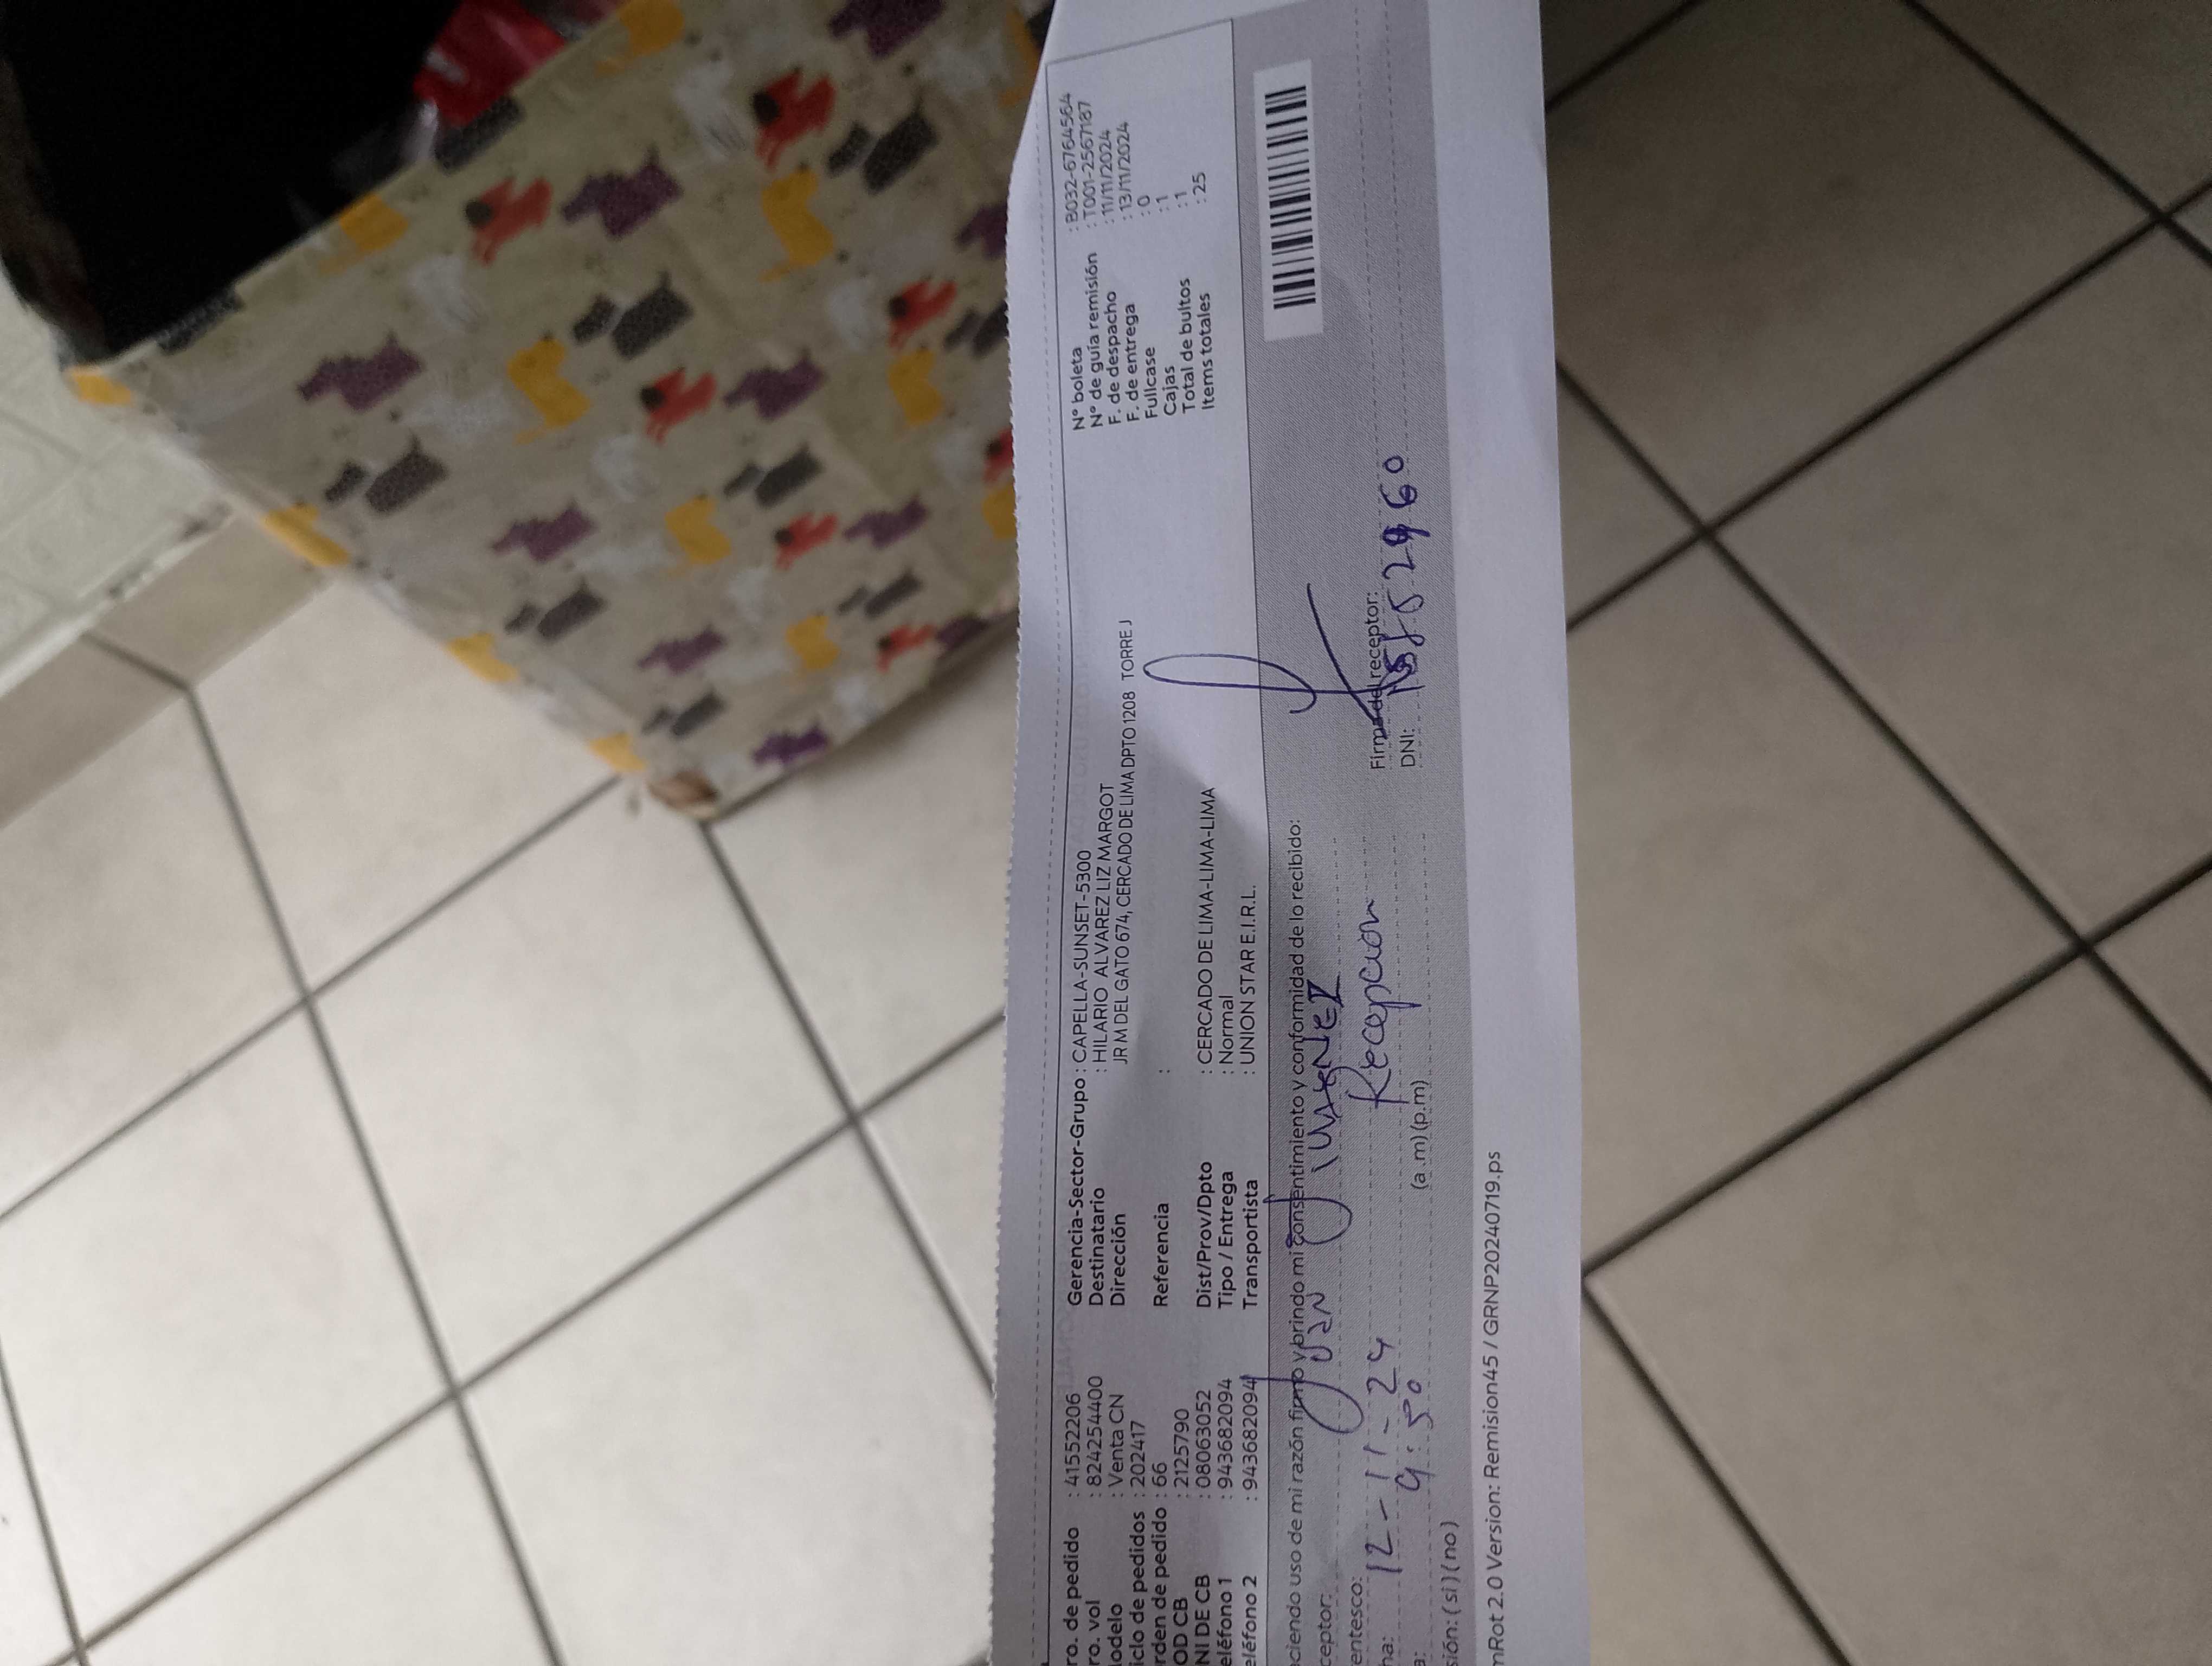 ro. de pedido : 41552206
ro. vol : 8242544400
odelo : Venta CN
iclo de pedidos : 202417
rden de pedido : 66
OD CB : 2125790
NI DE CB : 08063052
eléfono 1 : 943682094
eléfono 2 : 943682094
Gerencia-Sector-Grupo : CAPELLA-SUNSET-5300
Destinatario : HILARIO ALVAREZ LIZ MARGOT
Dirección JR M DEL GATO 674, CERCADO DE LIMA DPTO 1208 TORRE J
Referencia :
Dist/Prov/Dpto : CERCADO DE LIMA-LIMA-LIMA
Tipo / Entrega : Normal
Transportista : UNION STAR E.I.R.L.
N° boleta : B032-6764564
N° de guía remisión : T001-2567187
F. de despacho : 11/11/2024
F. de entrega : 13/11/2024
Fullcase : 0
Cajas : 1
Total de bultos : 1
Items totales : 25
ciendo uso de mi razón firmo y brindo mi consentimiento y conformidad de lo recibido:
ceptor:
entesco: Recepción
ha: 12-11-24
a: 9:50 (a.m) (p.m)
sión: (si) (no)
Firma del receptor:
DNI:
nRot 2.0 Version: Remision45 / GRNP20240719.ps